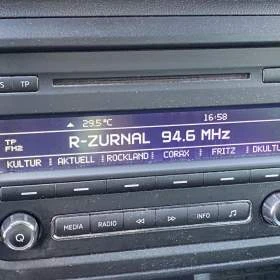 S TP
29.5°C 16:58
TP
FM2 R-ZURNAL 94.6 MHz
KULTUR AKTUELL ROCKLAND CORAX FRITZ DKULTU
MEDIA RADIO INFO